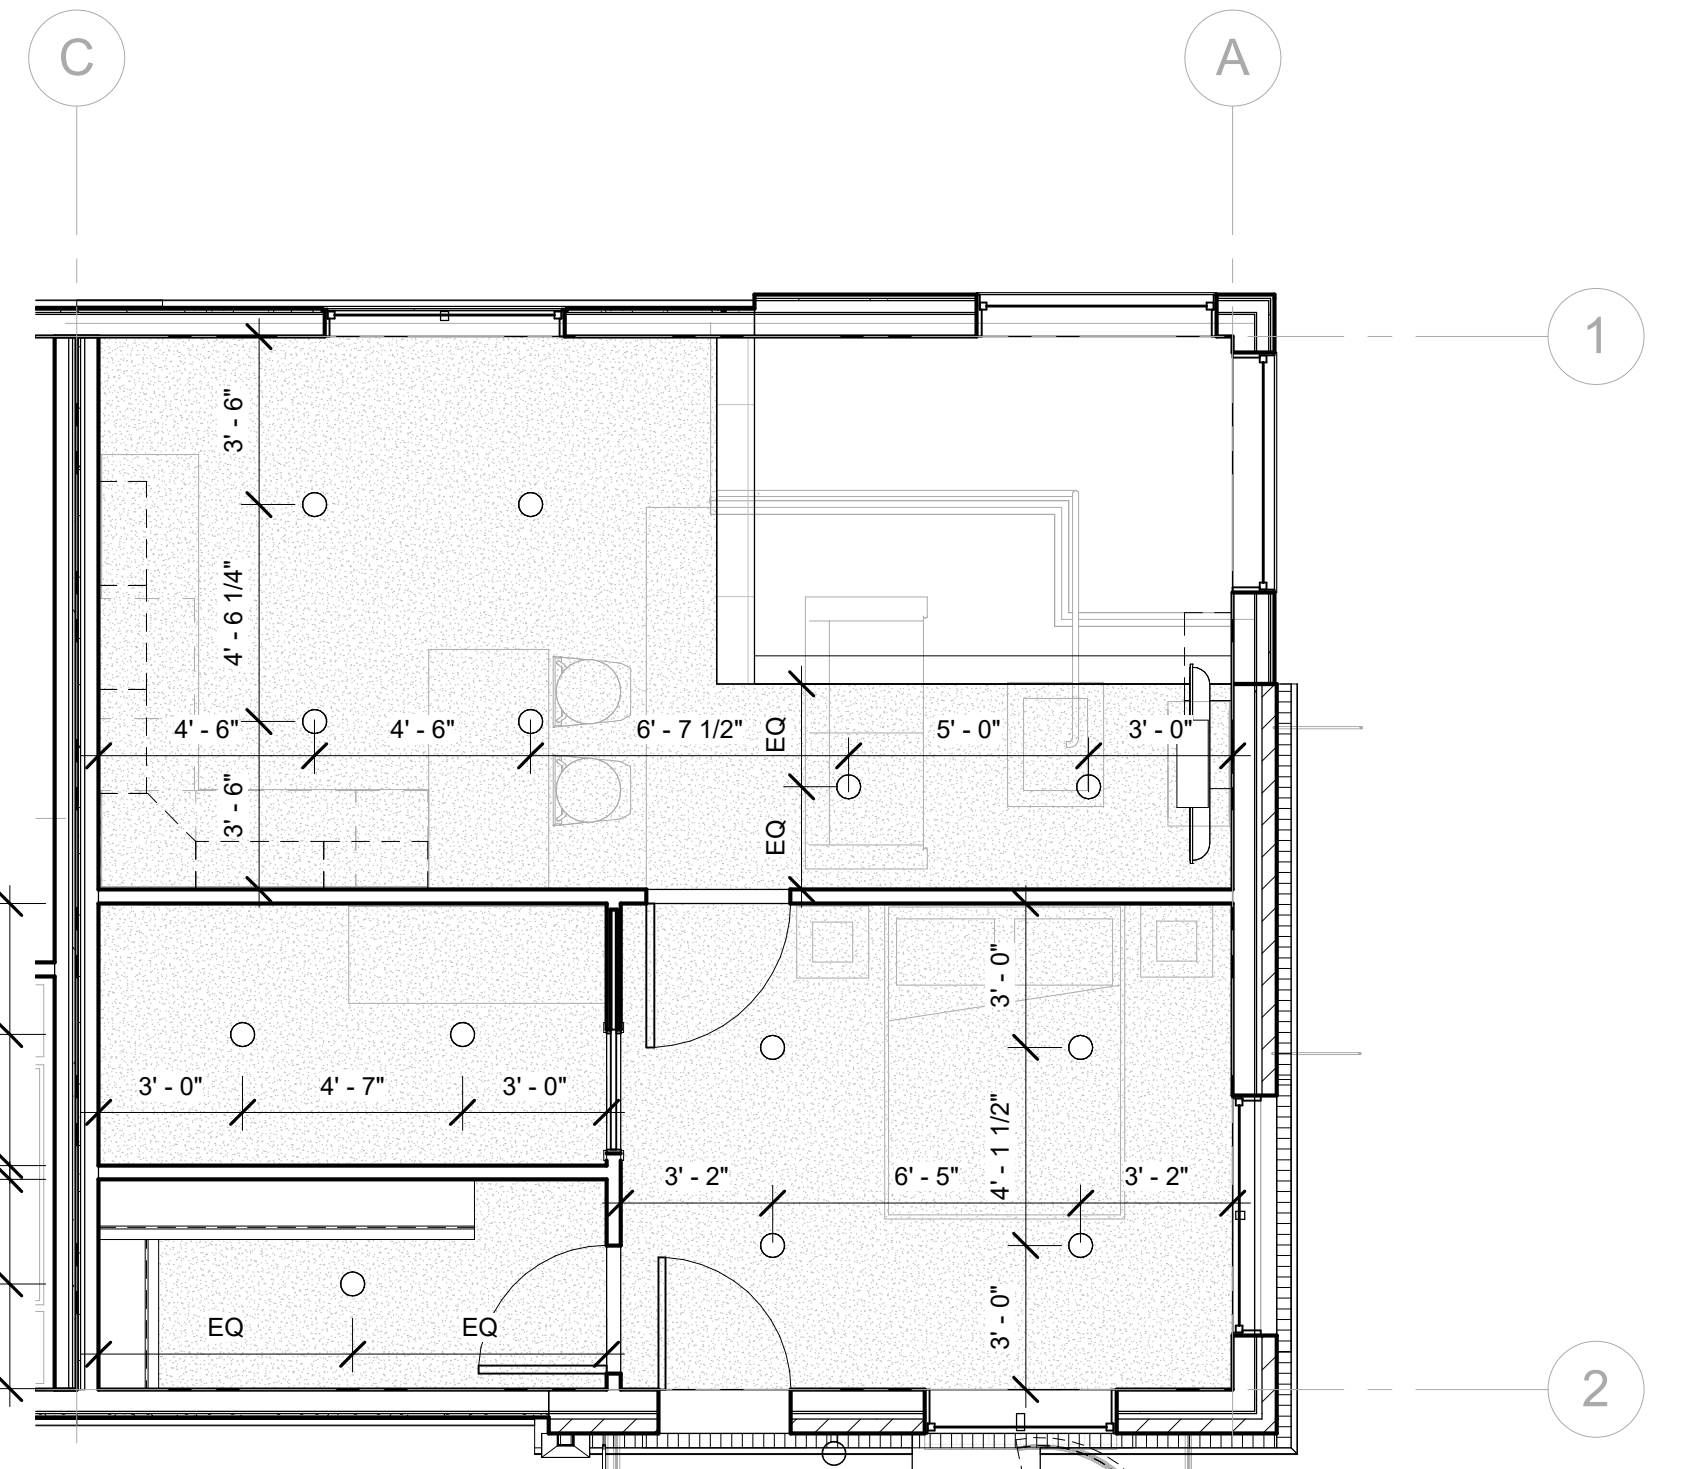 C
A
1
3' - 6"
4' - 6 1/4"
4' - 6"
4' - 6"
6' - 7 1/2"
EQ
5' - 0"
3' - 0"
3' - 6"
EQ
3' - 0"
3' - 0"
4' - 7"
3' - 0"
4' - 1 1/2"
3' - 2"
6' - 5"
3' - 2"
3' - 0"
EQ
EQ
2